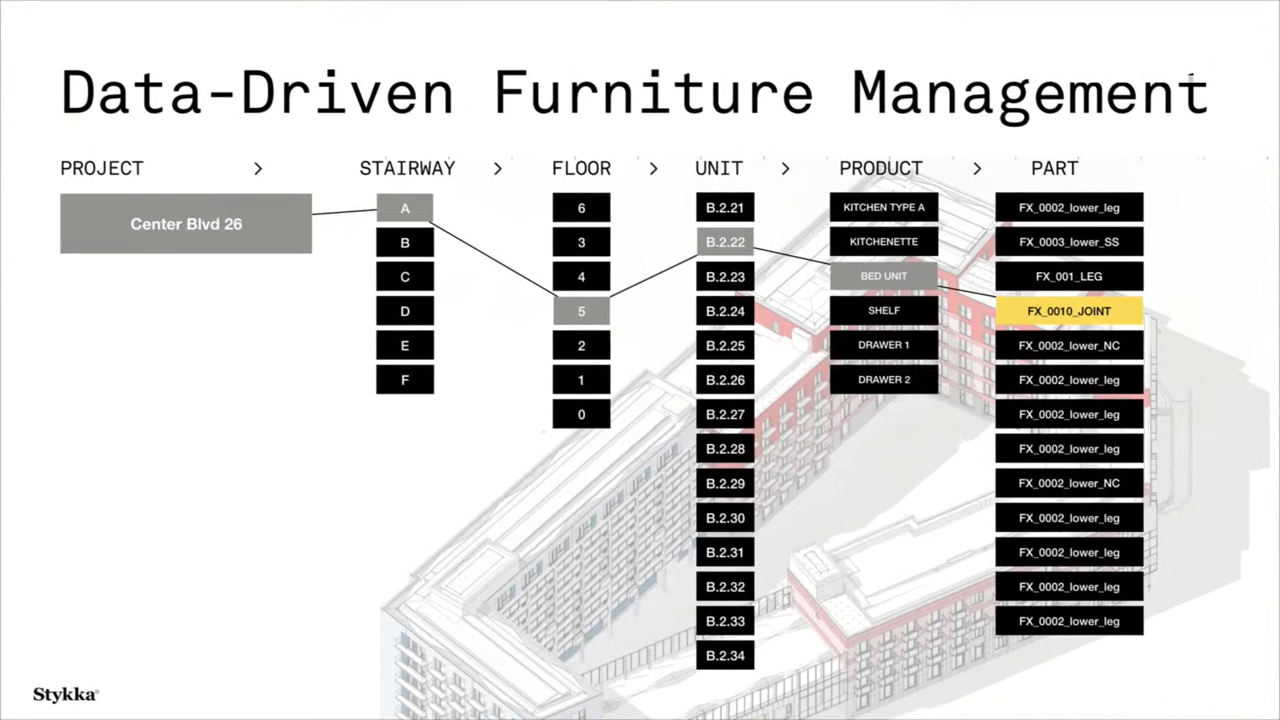 Data-Driven Furniture Management
PROJECT > STAIRWAY > FLOOR > UNIT > PRODUCT > PART
Center Blvd 26
A
B
C
D
E
F
6
3
4
5
2
1
0
B.2.21
B.2.22
B.2.23
B.2.24
B.2.25
B.2.26
B.2.27
B.2.28
B.2.29
B.2.30
B.2.31
B.2.32
B.2.33
B.2.34
KITCHEN TYPE A
KITCHENETTE
BED UNIT
SHELF
DRAWER 1
DRAWER 2
FX_0002_lower_leg
FX_0003_lower_SS
FX_001_LEG
FX_0010_JOINT
FX_0002_lower_NC
FX_0002_lower_leg
FX_0002_lower_leg
FX_0002_lower_leg
FX_0002_lower_NC
FX_0002_lower_leg
FX_0002_lower_leg
FX_0002_lower_leg
FX_0002_lower_leg
Stykka®